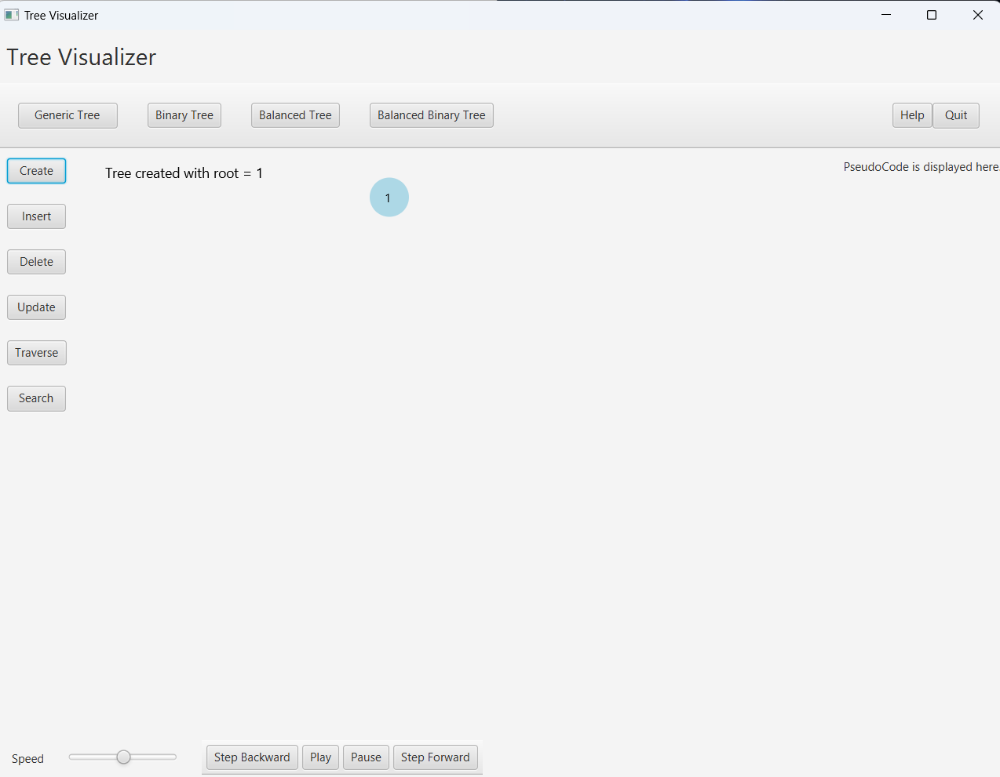 Tree Visualizer
Tree Visualizer
Generic Tree Binary Tree Balanced Tree Balanced Binary Tree Help Quit
Create
Tree created with root = 1
PseudoCode is displayed here.
1
Insert
Delete
Update
Traverse
Search
Speed Step Backward Play Pause Step Forward